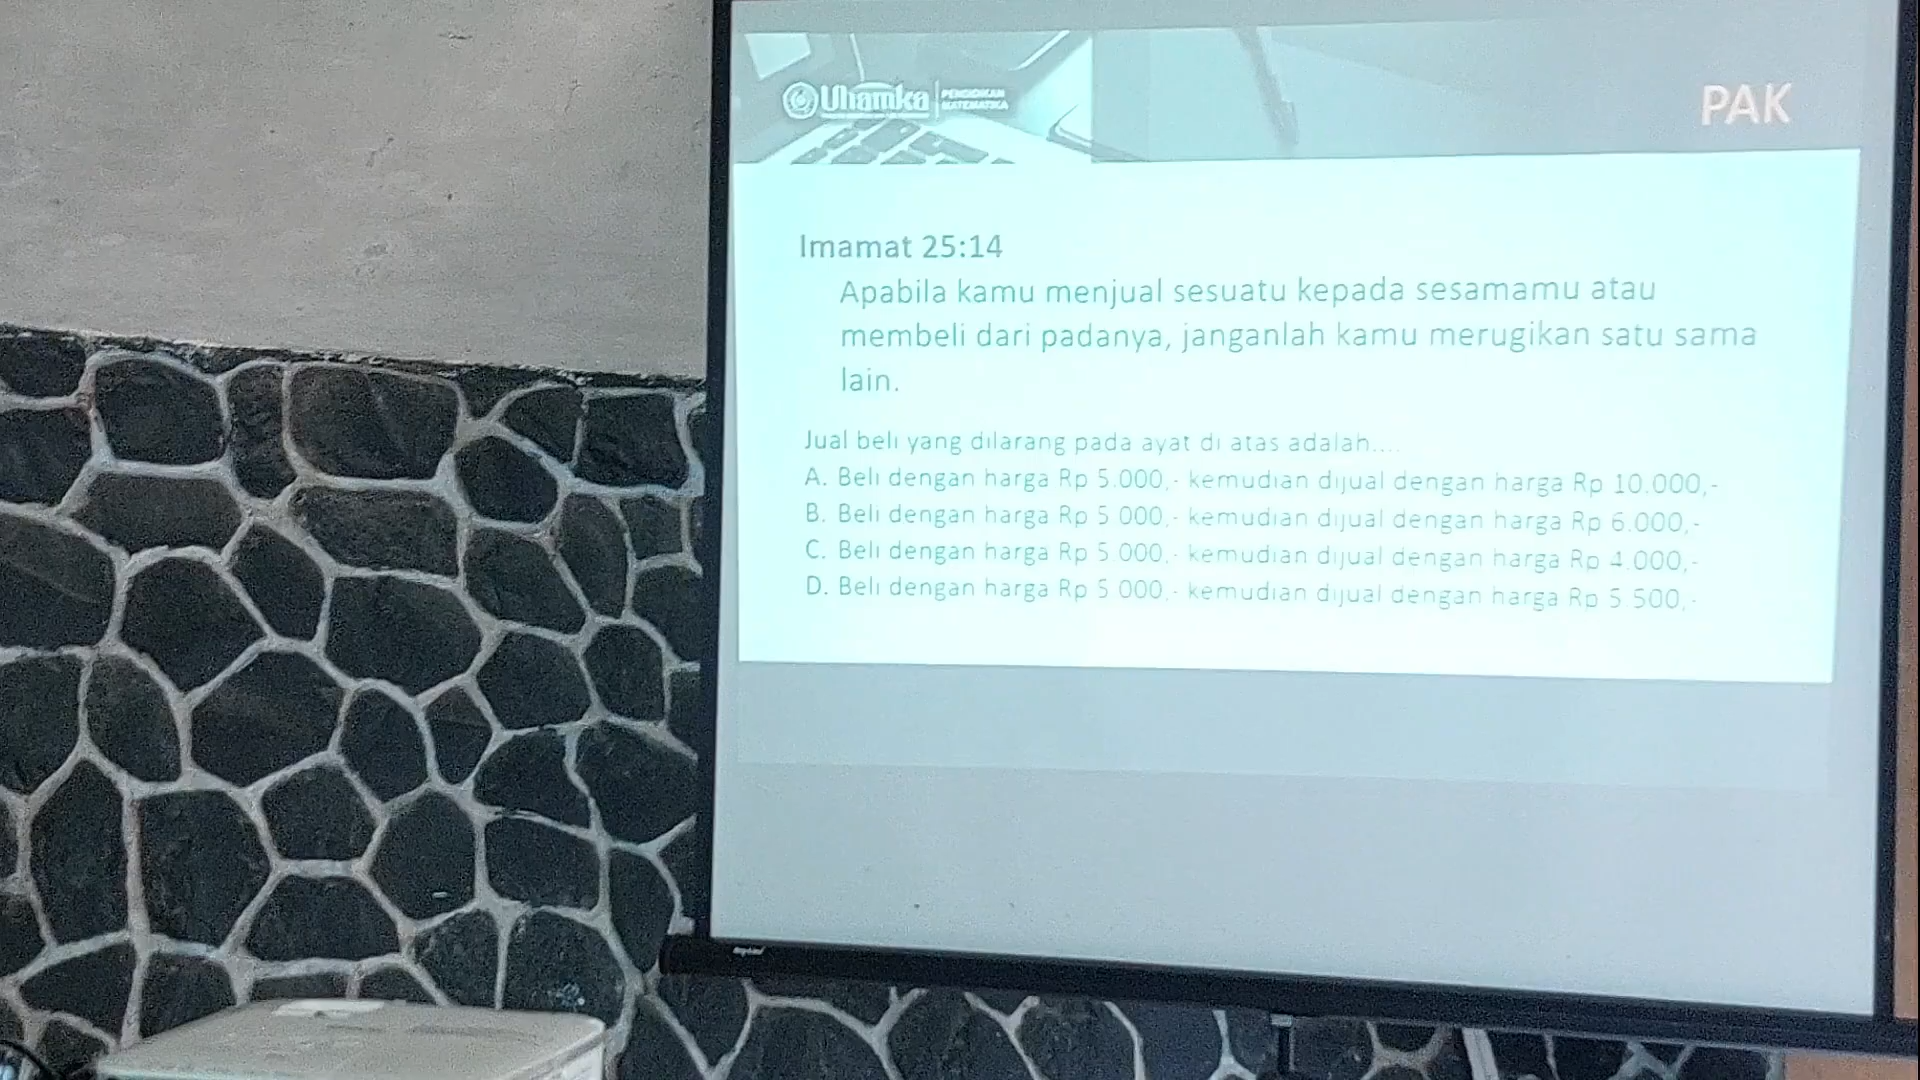 Uhamka
PENDIDIKAN
MATEMATIKA
PAK
Imamat 25:14
Apabila kamu menjual sesuatu kepada sesamamu atau
membeli dari padanya, janganlah kamu merugikan satu sama
lain.
Jual beli yang dilarang pada ayat di atas adalah....
A. Beli dengan harga Rp 5.000,- kemudian dijual dengan harga Rp 10.000,-
B. Beli dengan harga Rp 5.000,- kemudian dijual dengan harga Rp 6.000,-
C. Beli dengan harga Rp 5.000,- kemudian dijual dengan harga Rp 4.000,-
D. Beli dengan harga Rp 5.000,- kemudian dijual dengan harga Rp 5.500,-